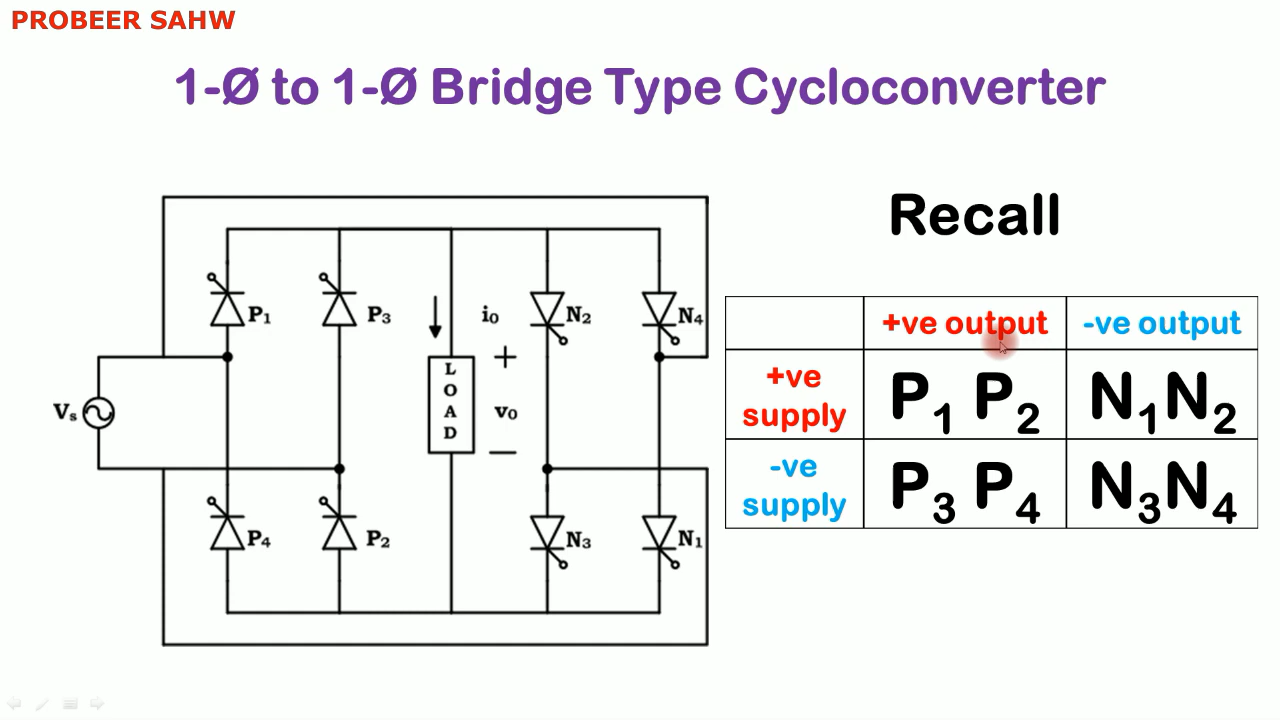 PROBEER SAHW
1-Ø to 1-Ø Bridge Type Cycloconverter
Recall
P₁ P₃ i₀ N₂ N₄
+
Vₛ
L
O
A
D
v₀
—
P₄ P₂ N₃ N₁
+ve output -ve output
+ve
supply
P₁ P₂ N₁N₂
-ve
supply
P₃ P₄ N₃N₄